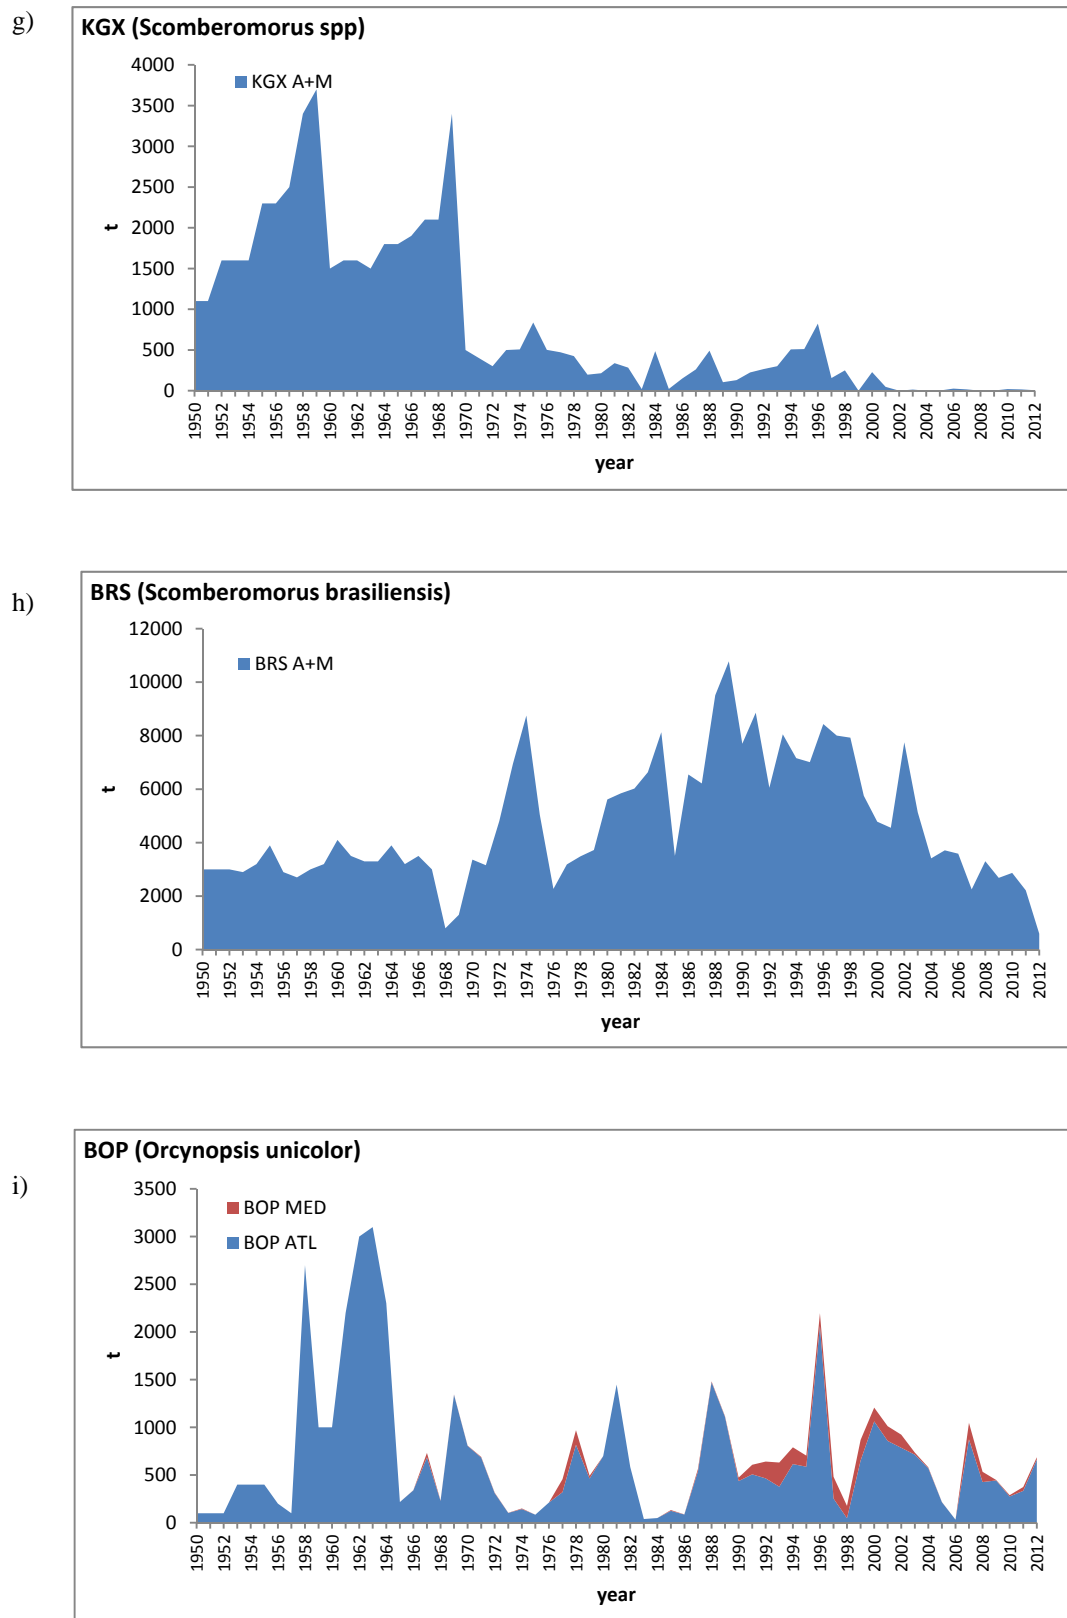 g)
KGX (Scomberomorus spp)
KGX A+M
4000
3500
3000
2500
2000
1500
1000
500
0
t
1950 1952 1954 1956 1958 1960 1962 1964 1966 1968 1970 1972 1974 1976 1978 1980 1982 1984 1986 1988 1990 1992 1994 1996 1998 2000 2002 2004 2006 2008 2010 2012
year
h)
BRS (Scomberomorus brasiliensis)
BRS A+M
12000
10000
8000
6000
4000
2000
0
t
1950 1952 1954 1956 1958 1960 1962 1964 1966 1968 1970 1972 1974 1976 1978 1980 1982 1984 1986 1988 1990 1992 1994 1996 1998 2000 2002 2004 2006 2008 2010 2012
year
i)
BOP (Orcynopsis unicolor)
BOP MED
BOP ATL
3500
3000
2500
2000
1500
1000
500
0
t
1950 1952 1954 1956 1958 1960 1962 1964 1966 1968 1970 1972 1974 1976 1978 1980 1982 1984 1986 1988 1990 1992 1994 1996 1998 2000 2002 2004 2006 2008 2010 2012
year